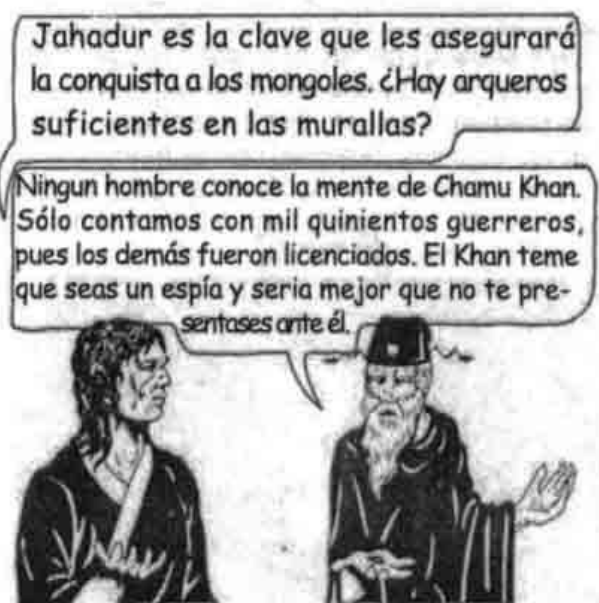 Jahadur es la clave que les asegurará
la conquista a los mongoles. ¿Hay arqueros
suficientes en las murallas?
Ningun hombre conoce la mente de Chamu Khan.
Sólo contamos con mil quinientos guerreros,
pues los demás fueron licenciados. El Khan teme
que seas un espía y seria mejor que no te pre-
sentases ante él.